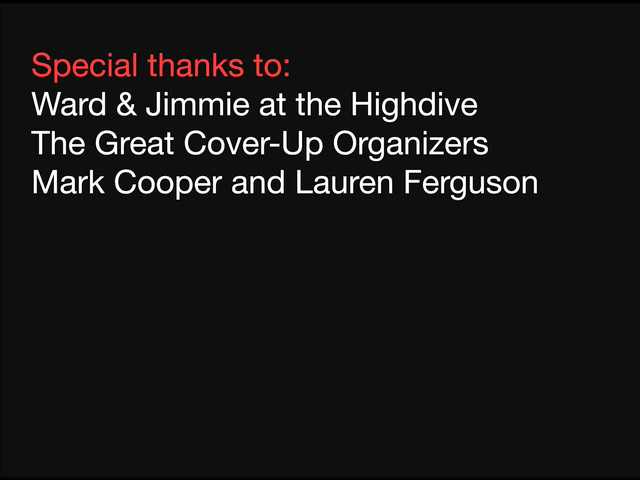 Special thanks to:
Ward & Jimmie at the Highdive
The Great Cover-Up Organizers
Mark Cooper and Lauren Ferguson